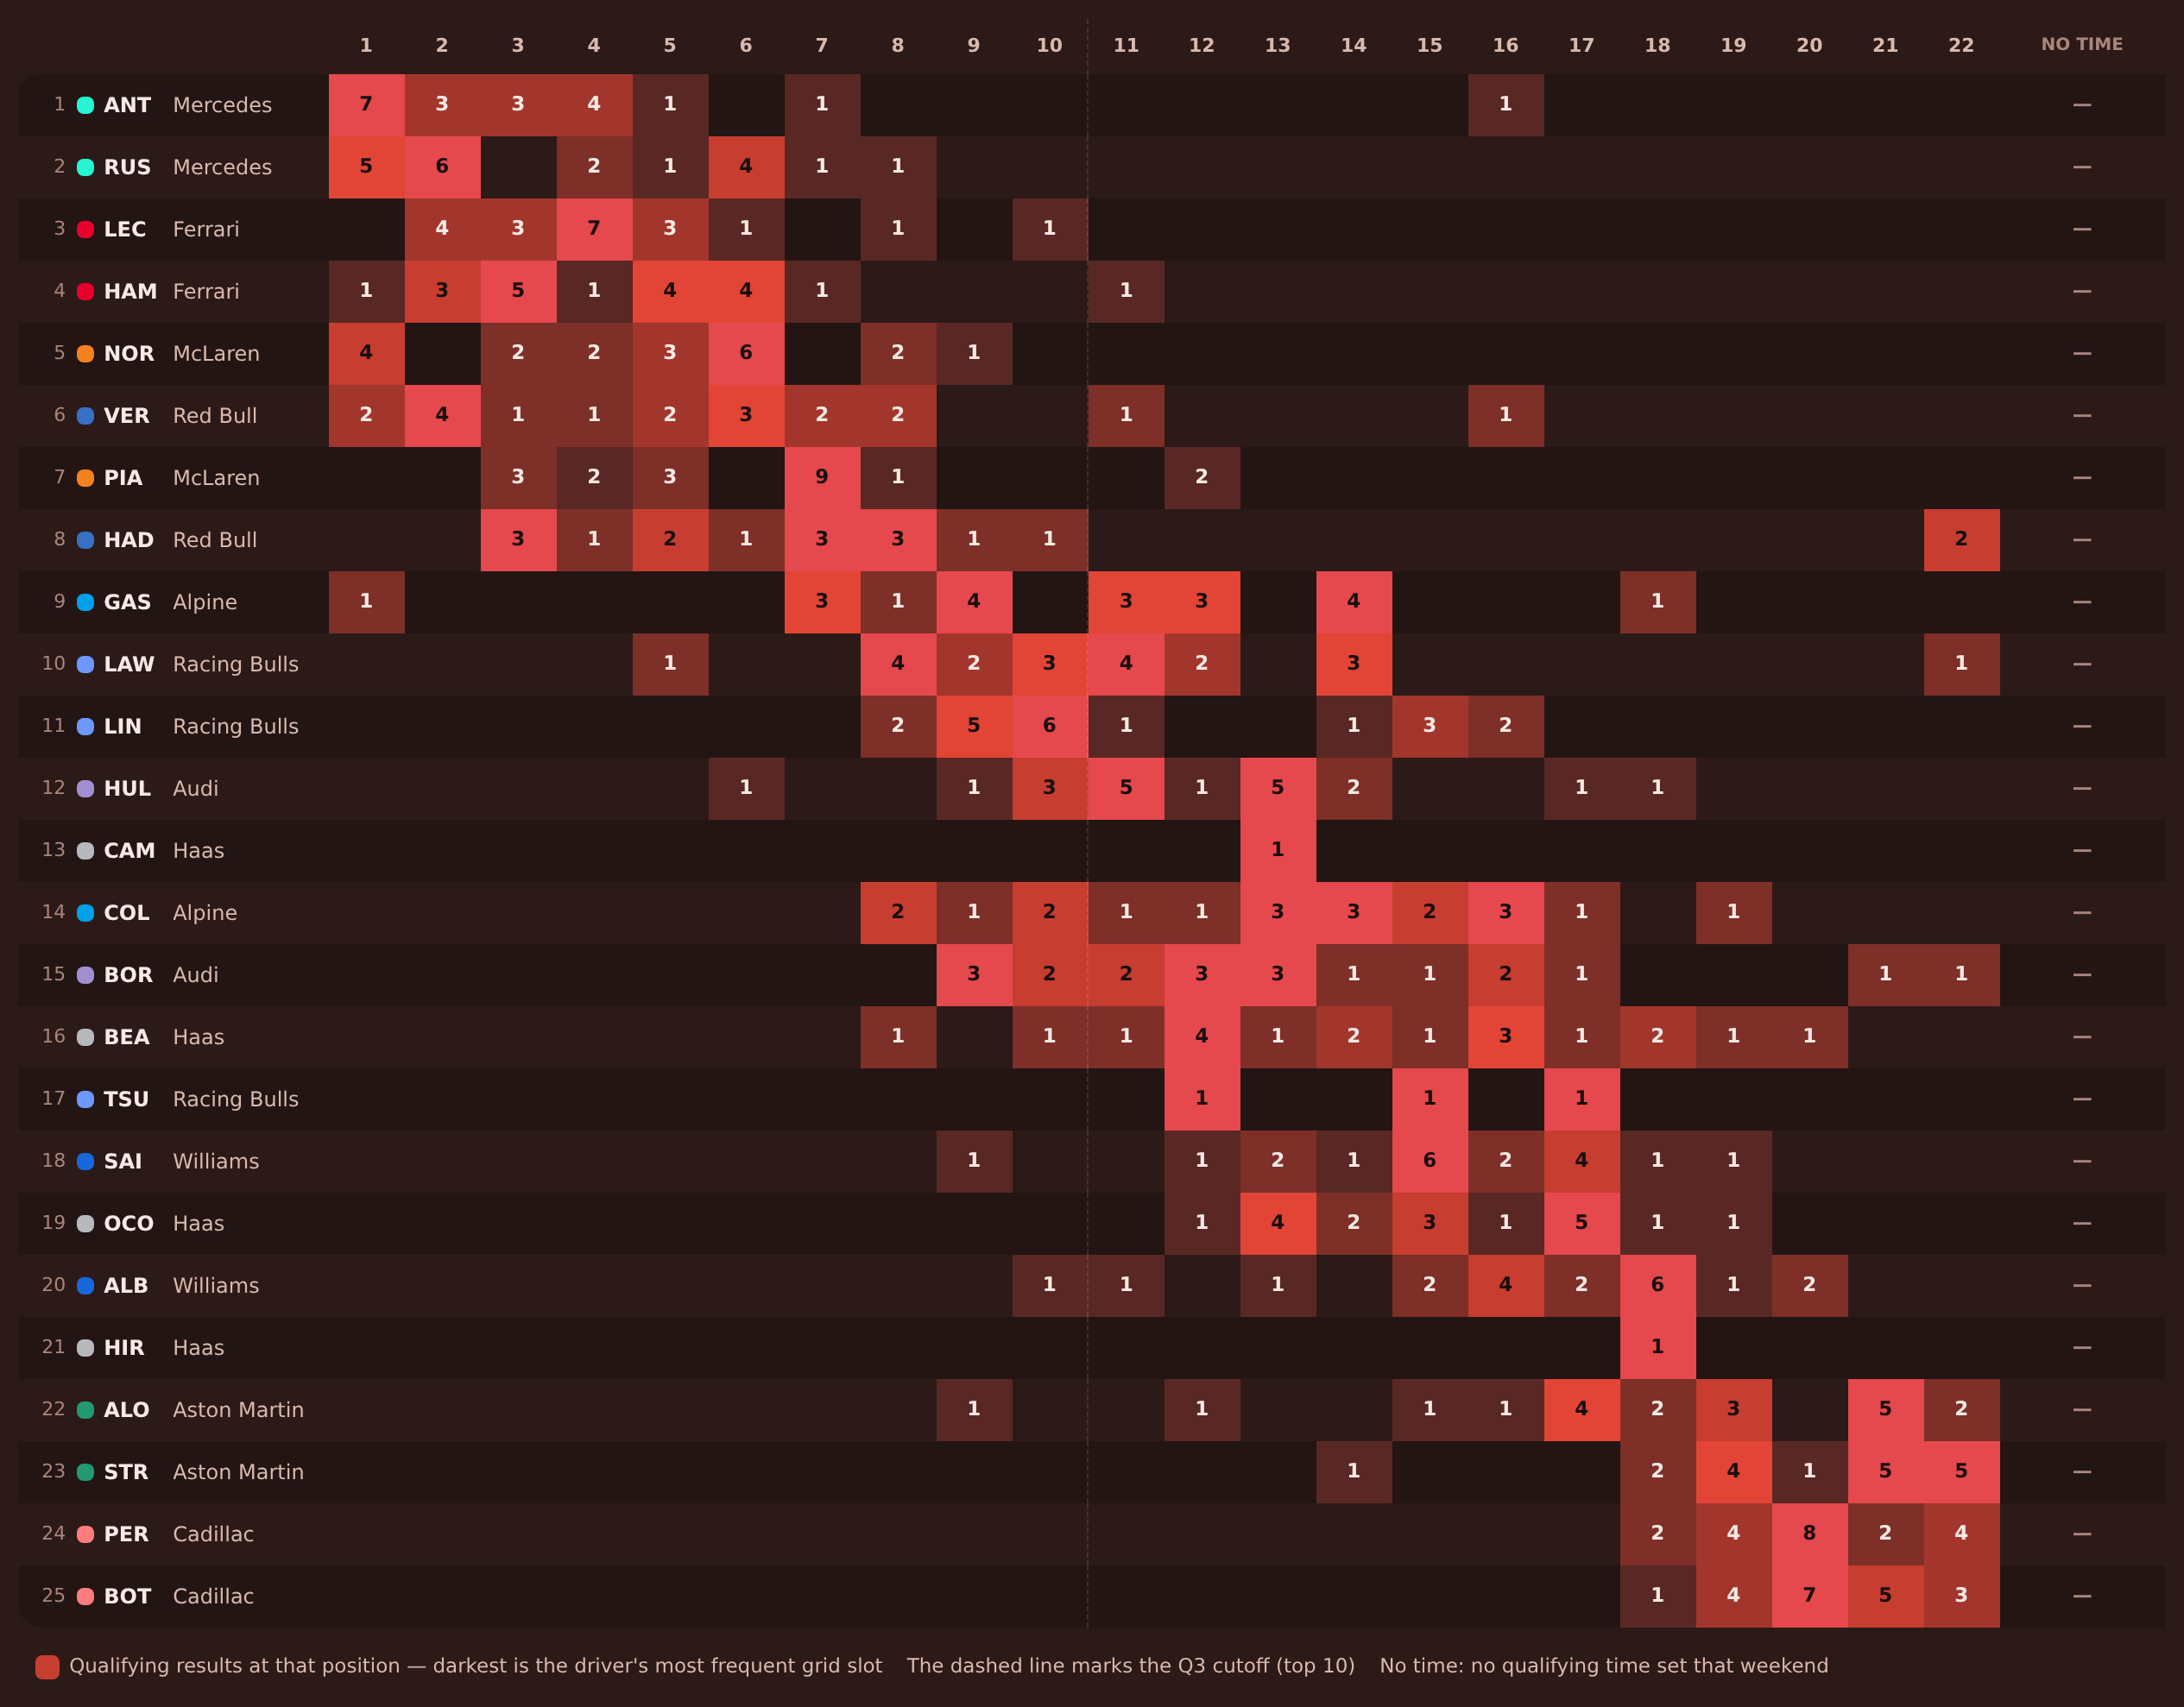 1 2 3 4 5 6 7 8 9 10 11 12 13 14 15 16 17 18 19 20 21 22 NO TIME
1 ANT Mercedes 7 3 3 4 1 1 1 —
2 RUS Mercedes 5 6 2 1 4 1 1 —
3 LEC Ferrari 4 3 7 3 1 1 1 —
4 HAM Ferrari 1 3 5 1 4 4 1 1 —
5 NOR McLaren 4 2 2 3 6 2 1 —
6 VER Red Bull 2 4 1 1 2 3 2 2 1 1 —
7 PIA McLaren 3 2 3 9 1 2 —
8 HAD Red Bull 3 1 2 1 3 3 1 1 2 —
9 GAS Alpine 1 3 1 4 3 3 4 1 —
10 LAW Racing Bulls 1 4 2 3 4 2 3 1 —
11 LIN Racing Bulls 2 5 6 1 1 3 2 —
12 HUL Audi 1 1 3 5 1 5 2 1 1 —
13 CAM Haas 1 —
14 COL Alpine 2 1 2 1 1 3 3 2 3 1 1 —
15 BOR Audi 3 2 2 3 3 1 1 2 1 1 1 —
16 BEA Haas 1 1 1 4 1 2 1 3 1 2 1 1 —
17 TSU Racing Bulls 1 1 1 —
18 SAI Williams 1 1 2 1 6 2 4 1 1 —
19 OCO Haas 1 4 2 3 1 5 1 1 —
20 ALB Williams 1 1 1 2 4 2 6 1 2 —
21 HIR Haas 1 —
22 ALO Aston Martin 1 1 1 1 4 2 3 5 2 —
23 STR Aston Martin 1 2 4 1 5 5 —
24 PER Cadillac 2 4 8 2 4 —
25 BOT Cadillac 1 4 7 5 3 —
Qualifying results at that position — darkest is the driver's most frequent grid slot The dashed line marks the Q3 cutoff (top 10) No time: no qualifying time set that weekend